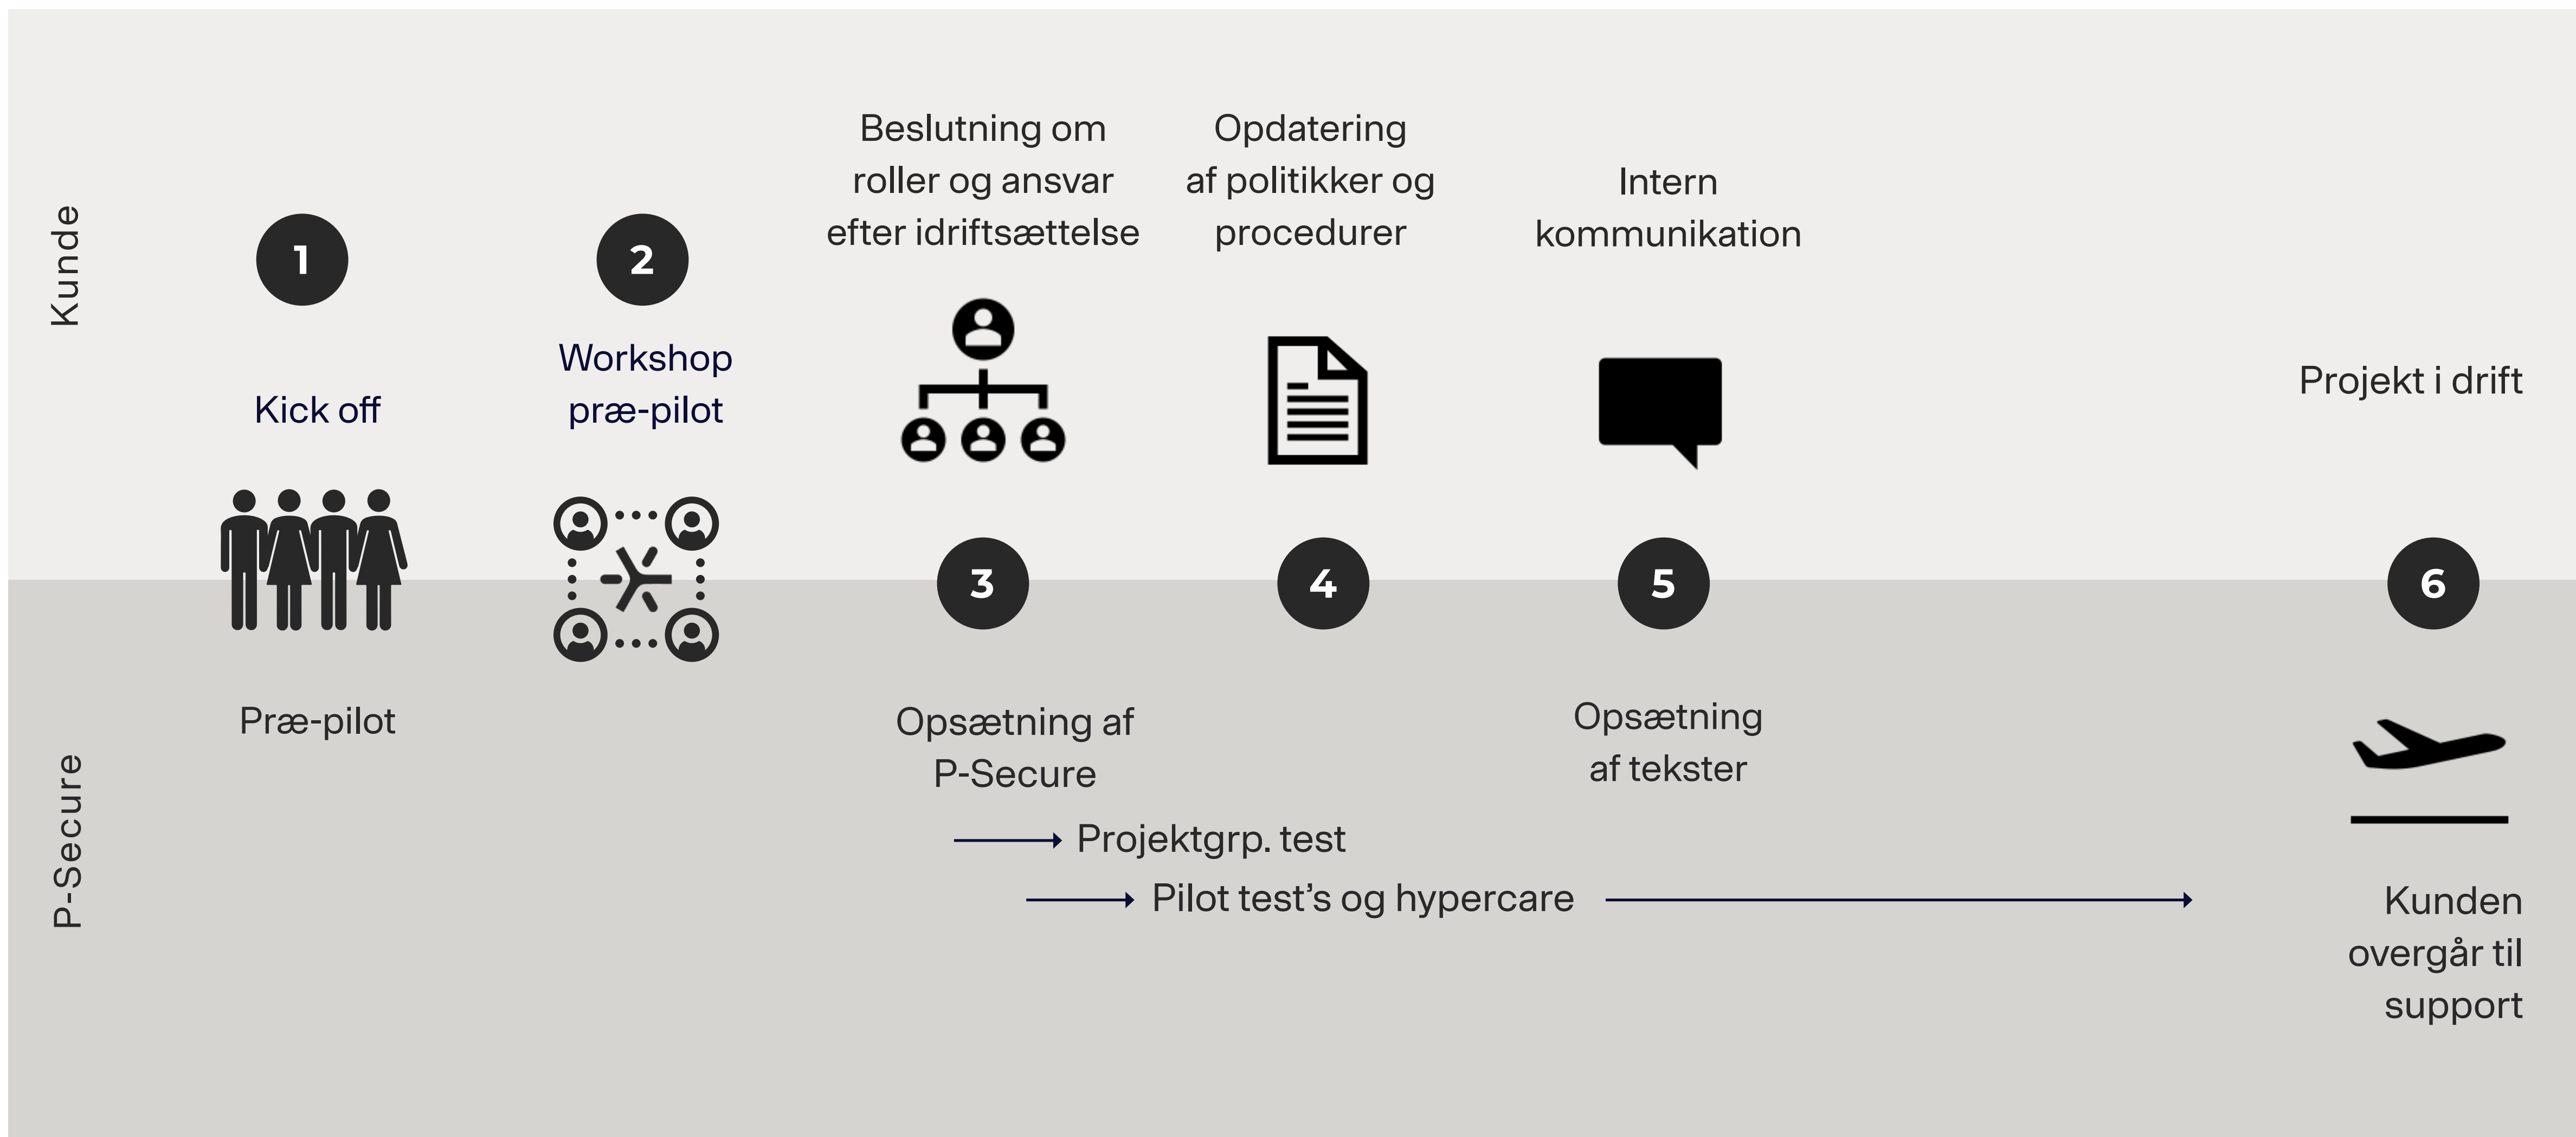 Kunde
1
Kick off
2
Workshop
præ-pilot
Beslutning om
roller og ansvar
efter idriftsættelse
Opdatering
af politikker og
procedurer
Intern
kommunikation
Projekt i drift
3
4
5
6
P-Secure
Præ-pilot
Opsætning af
P-Secure
Projektgrp. test
Pilot test’s og hypercare
Opsætning
af tekster
Kunden
overgår til
support